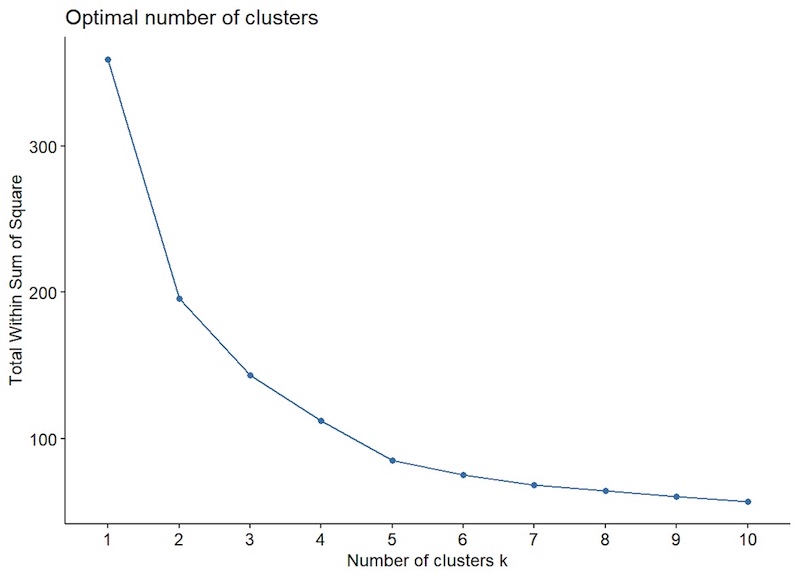 Optimal number of clusters
300
200
100
Total Within Sum of Square
1 2 3 4 5 6 7 8 9 10
Number of clusters k